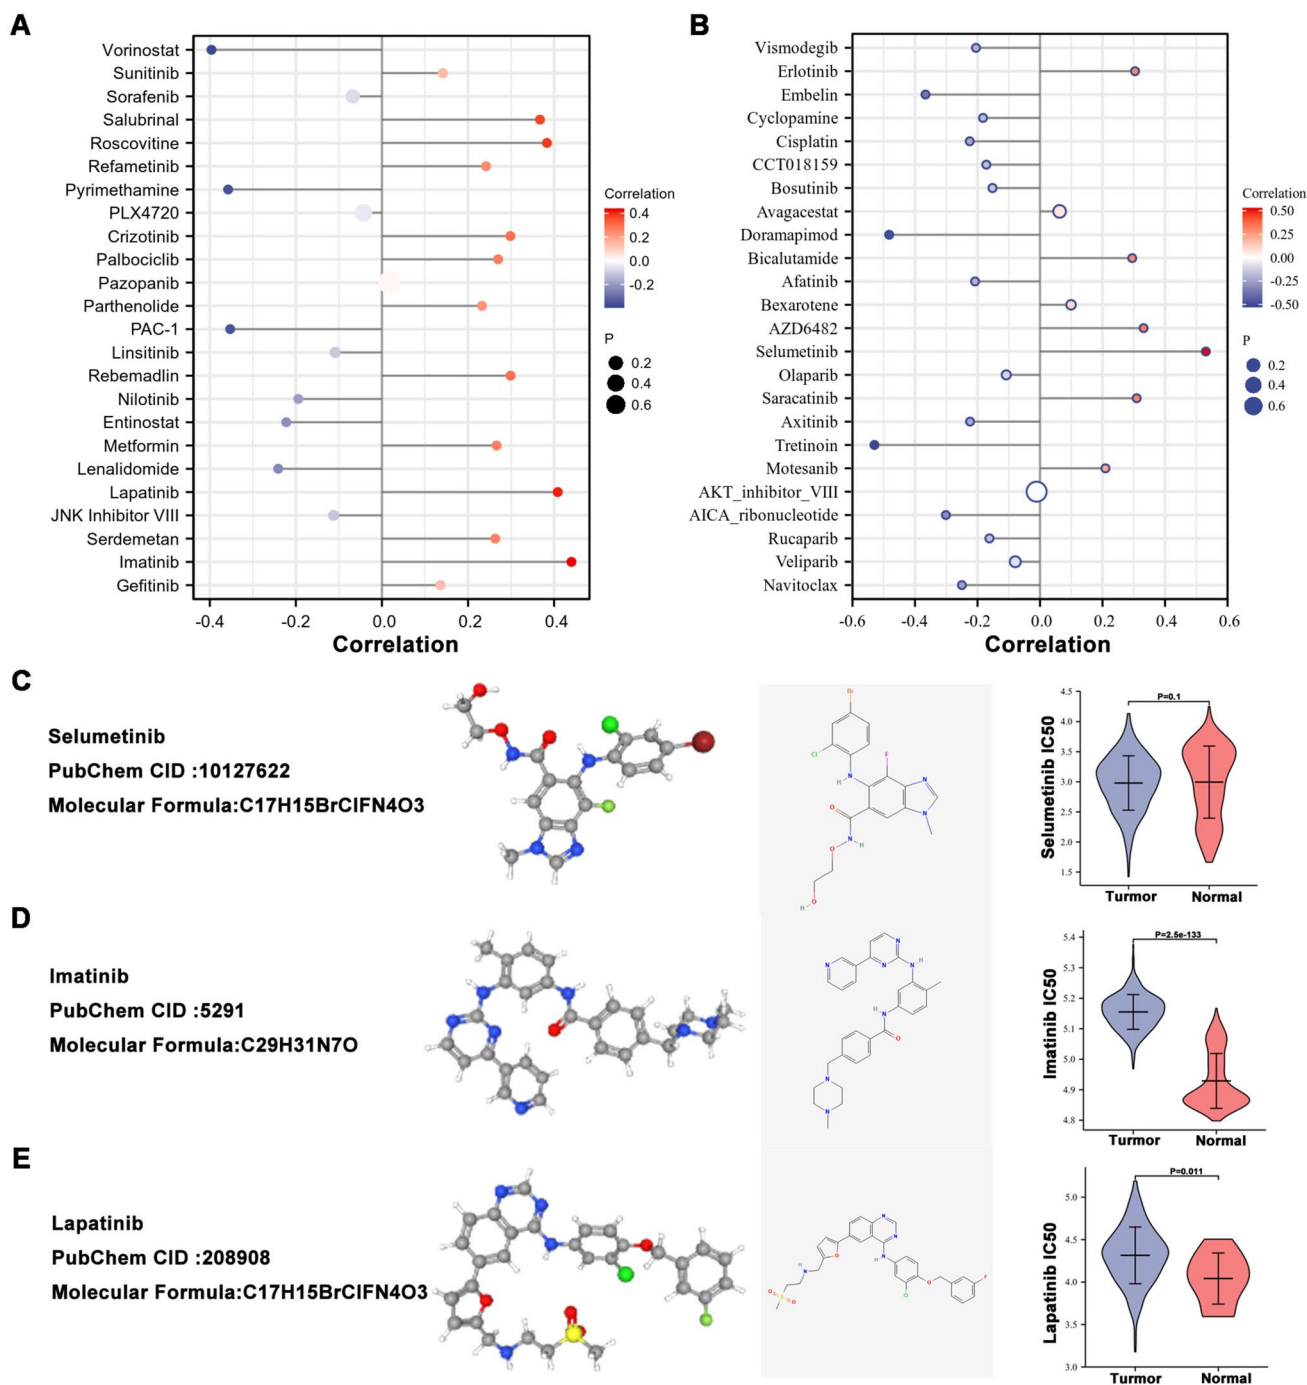 A
Vorinostat
Sunitinib
Sorafenib
Salubrinal
Roscovitine
Refametinib
Pyrimethamine
PLX4720
Crizotinib
Palbociclib
Pazopanib
Parthenolide
PAC-1
Linsitinib
Rebemadlin
Nilotinib
Entinostat
Metformin
Lenalidomide
Lapatinib
JNK Inhibitor VIII
Serdemetan
Imatinib
Gefitinib
-0.4 -0.2 0.0 0.2 0.4
Correlation
Correlation
0.4
0.2
0.0
-0.2
P
0.2
0.4
0.6
B
Vismodegib
Erlotinib
Embelin
Cyclopamine
Cisplatin
CCT018159
Bosutinib
Avagacestat
Doramapimod
Bicalutamide
Afatinib
Bexarotene
AZD6482
Selumetinib
Olaparib
Saracatinib
Axitinib
Tretinoin
Motesanib
AKT_inhibitor_VIII
AICA_ribonucleotide
Rucaparib
Veliparib
Navitoclax
-0.6 -0.4 -0.2 0.0 0.2 0.4 0.6
Correlation
Correlation
0.50
0.25
0.00
-0.25
-0.50
P
0.2
0.4
0.6
C
Selumetinib
PubChem CID :10127622
Molecular Formula:C17H15BrClFN4O3
Br
Cl
F
N
H
N
O
N
N
H
O
O
H
Selumetinib IC50
4.5
4.0
3.5
3.0
2.5
2.0
1.5
P=0.1
Turmor Normal
D
Imatinib
PubChem CID :5291
Molecular Formula:C29H31N7O
N
N
N
N
H
H
N
O
N
N
Imatinib IC50
5.4
5.3
5.2
5.1
5.0
4.9
4.8
P=2.5e-133
Turmor Normal
E
Lapatinib
PubChem CID :208908
Molecular Formula:C17H15BrClFN4O3
N
N
O
H
N
H
N
F
O
Cl
O
S
O
Lapatinib IC50
5.0
4.5
4.0
3.5
3.0
P=0.011
Turmor Normal